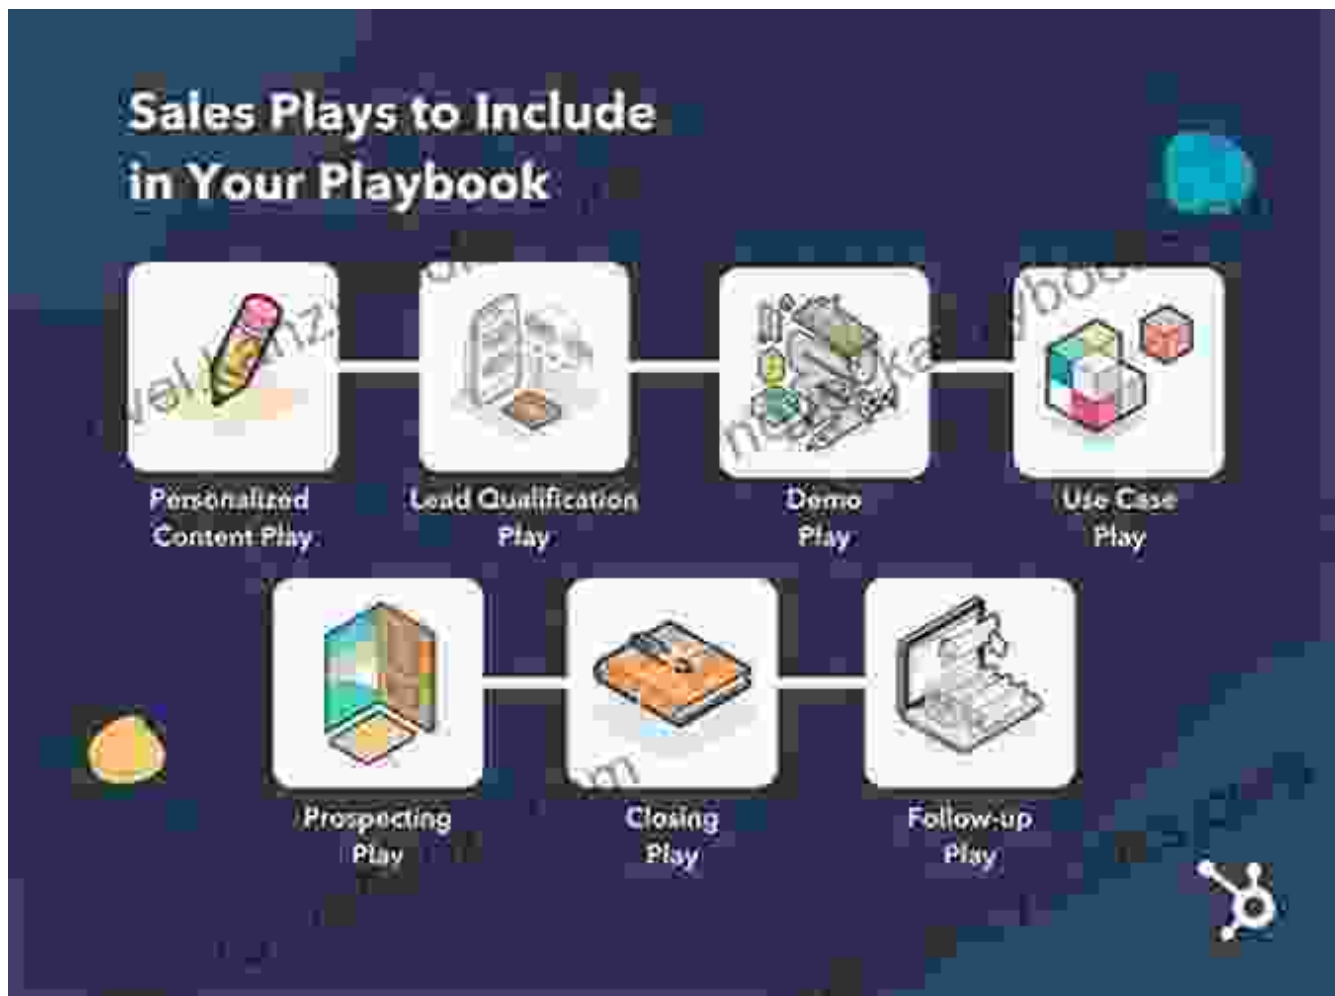 Sales Plays to Include
in Your Playbook
Personalized
Content Play
Lead Qualification
Play
Demo
Play
Use Case
Play
Prospecting
Play
Closing
Play
Follow-up
Play